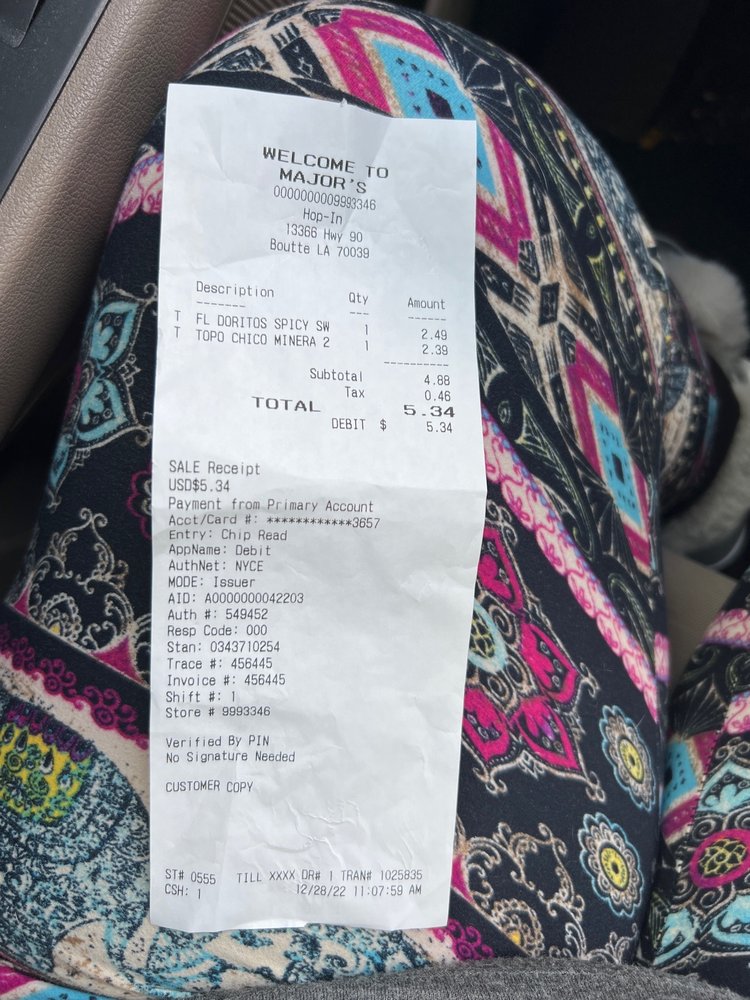 WELCOME TO
MAJOR'S
0000000009993346
Hop-In
13366 Hwy 90
Boutte LA 70039
Description Qty Amount
------- --- ------
T FL DORITOS SPICY SW 1 2.49
T TOPO CHICO MINERA 2 1 2.39
----------
Subtotal 4.88
Tax 0.46
TOTAL 5.34
DEBIT $ 5.34
SALE Receipt
USD$5.34
Payment from Primary Account
Acct/Card #: ************3657
Entry: Chip Read
AppName: Debit
AuthNet: NYCE
MODE: Issuer
AID: A0000000042203
Auth #: 549452
Resp Code: 000
Stan: 0343710254
Trace #: 456445
Invoice #: 456445
Shift #: 1
Store # 9993346
Verified By PIN
No Signature Needed
CUSTOMER COPY
ST# 0555 TILL XXXX DR# 1 TRAN# 1025835
CSH: 1 12/28/22 11:07:59 AM